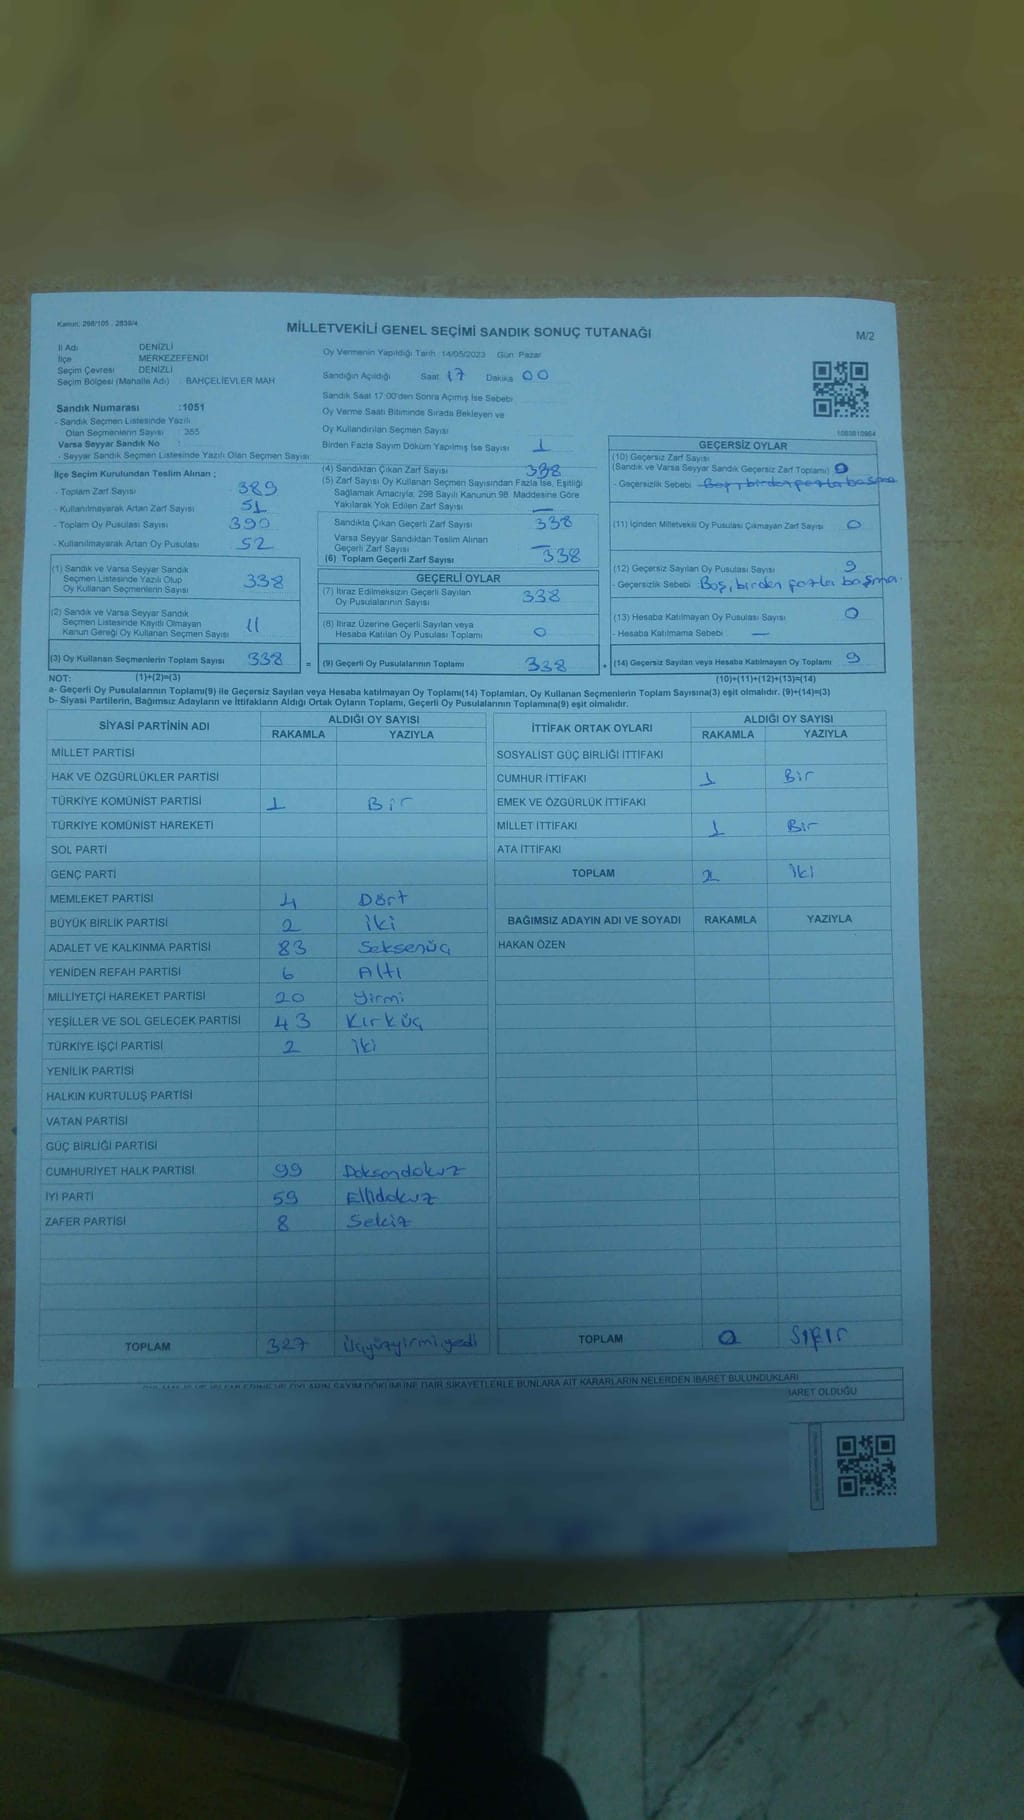 Kanun: 298/105 , 2839/4
MİLLETVEKİLİ GENEL SEÇİMİ SANDIK SONUÇ TUTANAĞI
M/2
İl Adı DENİZLİ
İlçe MERKEZEFENDİ
Seçim Çevresi DENİZLİ
Seçim Bölgesi (Mahalle Adı) BAHÇELİEVLER MAH
Sandık Numarası :1051
- Sandık Seçmen Listesinde Yazılı
Olan Seçmenlerin Sayısı : 355
Varsa Seyyar Sandık No :
- Seyyar Sandık Seçmen Listesinde Yazılı Olan Seçmen Sayısı
Oy Vermenin Yapıldığı Tarih :14/05/2023 Gün: Pazar
Sandığın Açıldığı Saat 17 Dakika 00
Sandık Saat 17:00'den Sonra Açımış İse Sebebi
Oy Verme Saati Bitiminde Sırada Bekleyen ve
Oy Kullandırılan Seçmen Sayısı
Birden Fazla Sayım Döküm Yapılmış İse Sayısı 1
İlçe Seçim Kurulundan Teslim Alınan ;
- Toplam Zarf Sayısı 389
- Kullanılmayarak Artan Zarf Sayısı 51
- Toplam Oy Pusulası Sayısı 390
- Kullanılmayarak Artan Oy Pusulası 52
(1) Sandık ve Varsa Seyyar Sandık
Seçmen Listesinde Yazılı Olup
Oy Kullanan Seçmenlerin Sayısı 338
(2) Sandık ve Varsa Seyyar Sandık
Seçmen Listesinde Kayıtlı Olmayan
Kanun Gereği Oy Kullanan Seçmen Sayısı 11
(3) Oy Kullanan Seçmenlerin Toplam Sayısı 338 =
(4) Sandıktan Çıkan Zarf Sayısı 338
(5) Zarf Sayısı Oy Kullanan Seçmen Sayısından Fazla İse, Eşitliği
Sağlamak Amacıyla; 298 Sayılı Kanunun 98. Maddesine Göre
Yakılarak Yok Edilen Zarf Sayısı —
Sandıkta Çıkan Geçerli Zarf Sayısı 338
Varsa Seyyar Sandıktan Teslim Alınan
Geçerli Zarf Sayısı —
(6) Toplam Geçerli Zarf Sayısı 338
GEÇERLİ OYLAR
(7) İtiraz Edilmeksizin Geçerli Sayılan
Oy Pusulalarının Sayısı 338
(8) İtiraz Üzerine Geçerli Sayılan veya
Hesaba Katılan Oy Pusulası Toplamı 0
(9) Geçerli Oy Pusulalarının Toplamı 338 +
1083810964
GEÇERSİZ OYLAR
(10) Geçersiz Zarf Sayısı
(Sandık ve Varsa Seyyar Sandık Geçersiz Zarf Toplamı) 0
- Geçersizlik Sebebi Boş, birden fazla basma
(11) İçinden Milletvekili Oy Pusulası Çıkmayan Zarf Sayısı 0
(12) Geçersiz Sayılan Oy Pusulası Sayısı 9
- Geçersizlik Sebebi Boş, birden fazla basma.
(13) Hesaba Katılmayan Oy Pusulası Sayısı 0
- Hesaba Katılmama Sebebi —
(14) Geçersiz Sayılan veya Hesaba Katılmayan Oy Toplamı 9
NOT: (1)+(2)=(3) (10)+(11)+(12)+(13)=(14)
a- Geçerli Oy Pusulalarının Toplamı(9) ile Geçersiz Sayılan veya Hesaba katılmayan Oy Toplamı(14) Toplamları, Oy Kullanan Seçmenlerin Toplam Sayısına(3) eşit olmalıdır. (9)+(14)=(3)
b- Siyasi Partilerin, Bağımsız Adayların ve İttifakların Aldığı Ortak Oyların Toplamı, Geçerli Oy Pusulalarının Toplamına(9) eşit olmalıdır.
SİYASİ PARTİNİN ADI ALDIĞI OY SAYISI
RAKAMLA YAZIYLA
MİLLET PARTİSİ
HAK VE ÖZGÜRLÜKLER PARTİSİ
TÜRKİYE KOMÜNİST PARTİSİ 1 Bir
TÜRKİYE KOMÜNİST HAREKETİ
SOL PARTİ
GENÇ PARTİ
MEMLEKET PARTİSİ 4 Dört
BÜYÜK BİRLİK PARTİSİ 2 İki
ADALET VE KALKINMA PARTİSİ 83 Seksenüç
YENİDEN REFAH PARTİSİ 6 Altı
MİLLİYETÇİ HAREKET PARTİSİ 20 Yirmi
YEŞİLLER VE SOL GELECEK PARTİSİ 43 Kırküç
TÜRKİYE İŞÇİ PARTİSİ 2 İki
YENİLİK PARTİSİ
HALKIN KURTULUŞ PARTİSİ
VATAN PARTİSİ
GÜÇ BİRLİĞİ PARTİSİ
CUMHURİYET HALK PARTİSİ 99 Doksandokuz
İYİ PARTİ 59 Ellidokuz
ZAFER PARTİSİ 8 Sekiz
TOPLAM 327 Üçyüzyirmiyedi
İTTİFAK ORTAK OYLARI ALDIĞI OY SAYISI
RAKAMLA YAZIYLA
SOSYALİST GÜÇ BİRLİĞİ İTTİFAKI
CUMHUR İTTİFAKI 1 Bir
EMEK VE ÖZGÜRLÜK İTTİFAKI
MİLLET İTTİFAKI 1 Bir
ATA İTTİFAKI
TOPLAM 2 İki
BAĞIMSIZ ADAYIN ADI VE SOYADI RAKAMLA YAZIYLA
HAKAN ÖZEN
TOPLAM 0 Sıfır
OYLARIN SAYIM DÖKÜMÜNE DAİR ŞİKAYETLERLE BUNLARA AİT KARARLARIN NELERDEN İBARET BULUNDUKLARI
İBARET OLDUĞU